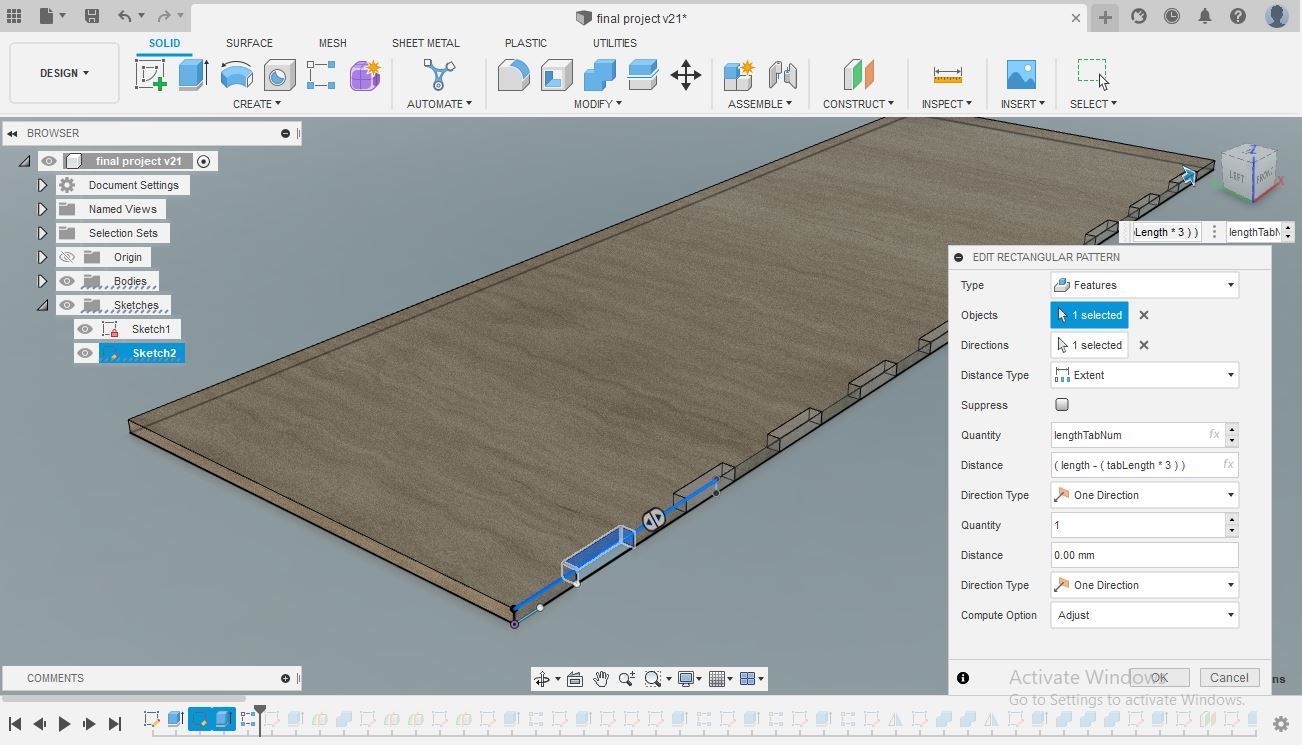 final project v21*
DESIGN
SOLID SURFACE MESH SHEET METAL PLASTIC UTILITIES
CREATE AUTOMATE MODIFY ASSEMBLE CONSTRUCT INSPECT INSERT SELECT
BROWSER
final project v21
Document Settings
Named Views
Selection Sets
Origin
Bodies
Sketches
Sketch1
Sketch2
Z
LEFT
FRONT
X
Length * 3 ) )
lengthTabN
EDIT RECTANGULAR PATTERN
Type Features
Objects 1 selected
Directions 1 selected
Distance Type Extent
Suppress
Quantity lengthTabNum fx
Distance ( length - ( tabLength * 3 ) ) fx
Direction Type One Direction
Quantity 1
Distance 0.00 mm
Direction Type One Direction
Compute Option Adjust
OK Cancel
Activate Windows
Go to Settings to activate Windows.
ns
COMMENTS